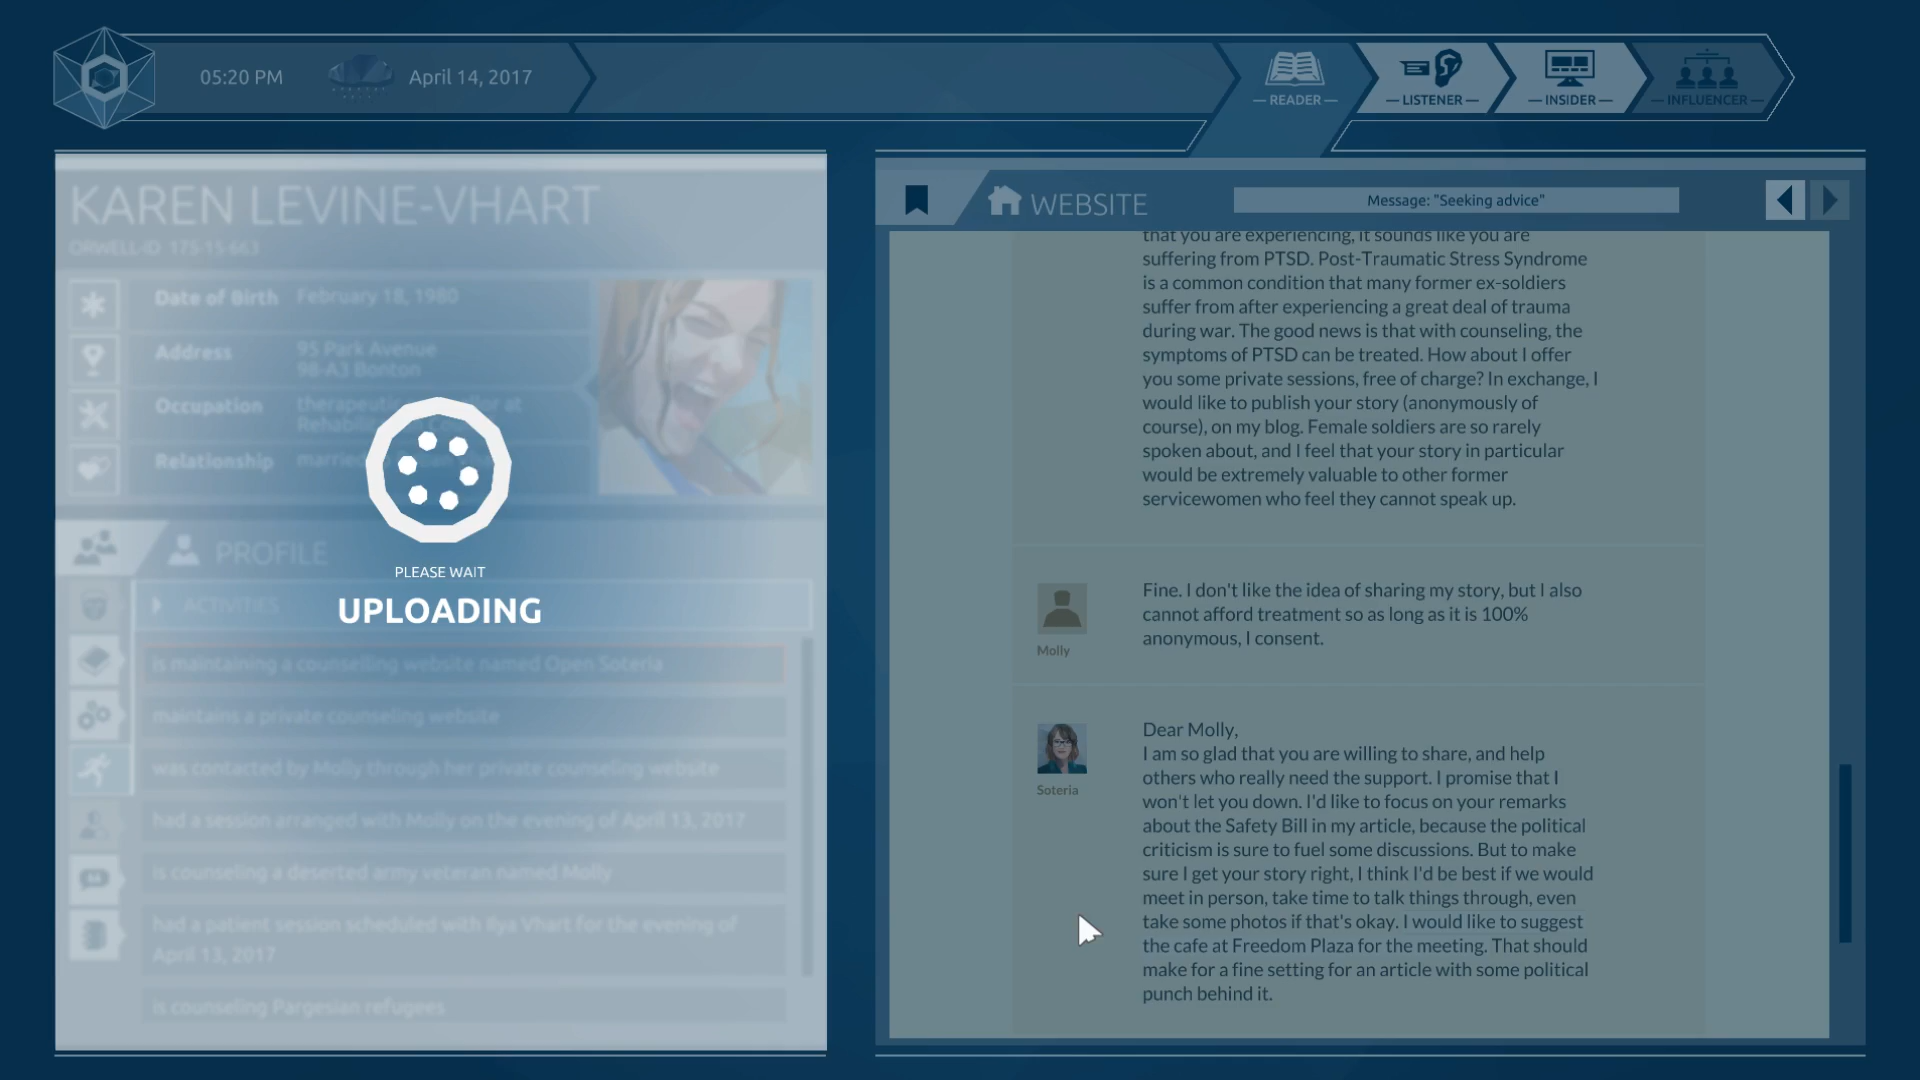 05:20 PM
April 14, 2017
READER
LISTENER
INSIDER
INFLUENCER
KAREN LEVINE-VHART
ORWELL-ID 175-15-663
Date of Birth February 18, 1980
Address 95 Park Avenue
98-A3 Bonton
Occupation therapeutic at
Relationship married
PROFILE
ACTIVITIES
PLEASE WAIT
UPLOADING
is maintaining a counselling website named Open Soteria
maintains a private counseling website
was contacted by Molly through her private counseling website
had a session arranged with Molly on the evening of April 13, 2017
is counseling a deserted army veteran named Molly
had a patient session scheduled with Ilya Vhart for the evening of
April 13, 2017
is counseling Pargesian refugees
WEBSITE
Message: "Seeking advice"
that you are experiencing, it sounds like you are
suffering from PTSD. Post-Traumatic Stress Syndrome
is a common condition that many former ex-soldiers
suffer from after experiencing a great deal of trauma
during war. The good news is that with counseling, the
symptoms of PTSD can be treated. How about I offer
you some private sessions, free of charge? In exchange, I
would like to publish your story (anonymously of
course), on my blog. Female soldiers are so rarely
spoken about, and I feel that your story in particular
would be extremely valuable to other former
servicewomen who feel they cannot speak up.
Fine. I don't like the idea of sharing my story, but I also
cannot afford treatment so as long as it is 100%
anonymous, I consent.
Molly
Dear Molly,
I am so glad that you are willing to share, and help
others who really need the support. I promise that I
won't let you down. I'd like to focus on your remarks
about the Safety Bill in my article, because the political
criticism is sure to fuel some discussions. But to make
sure I get your story right, I think I'd be best if we would
meet in person, take time to talk things through, even
take some photos if that's okay. I would like to suggest
the cafe at Freedom Plaza for the meeting. That should
make for a fine setting for an article with some political
punch behind it.
Soteria